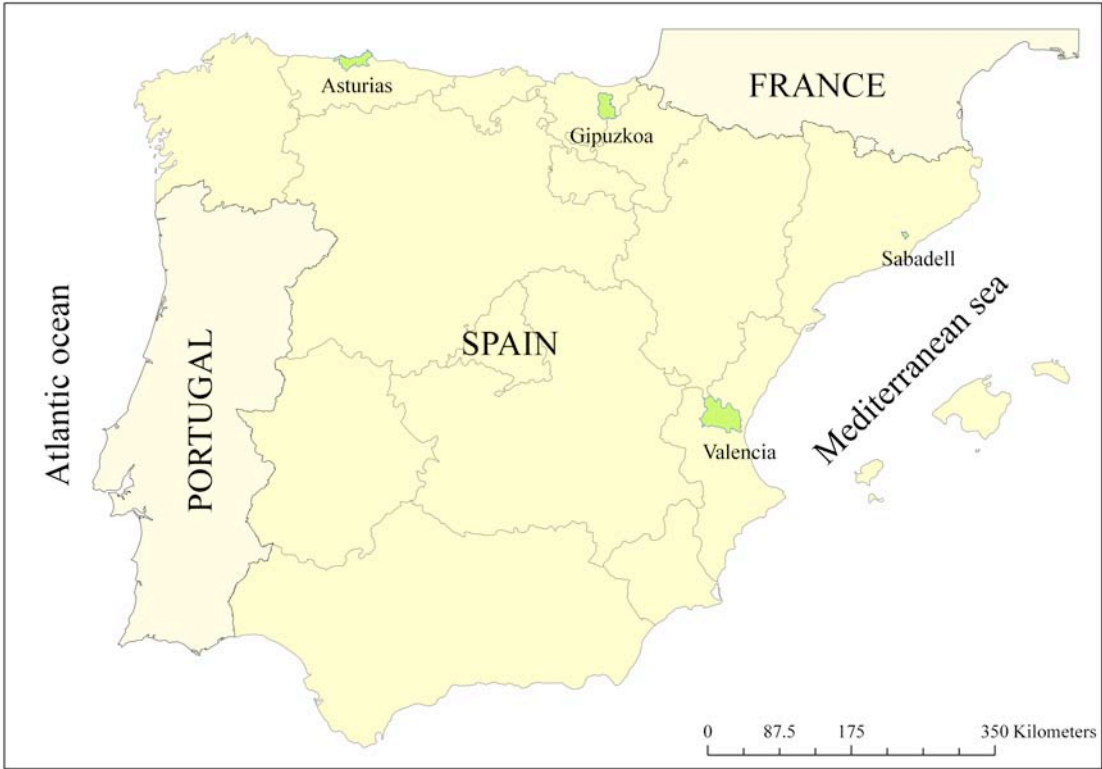 Asturias
FRANCE
Gipuzkoa
Sabadell
Atlantic ocean
PORTUGAL
SPAIN
Mediterranean sea
Valencia
0 87.5 175 350 Kilometers